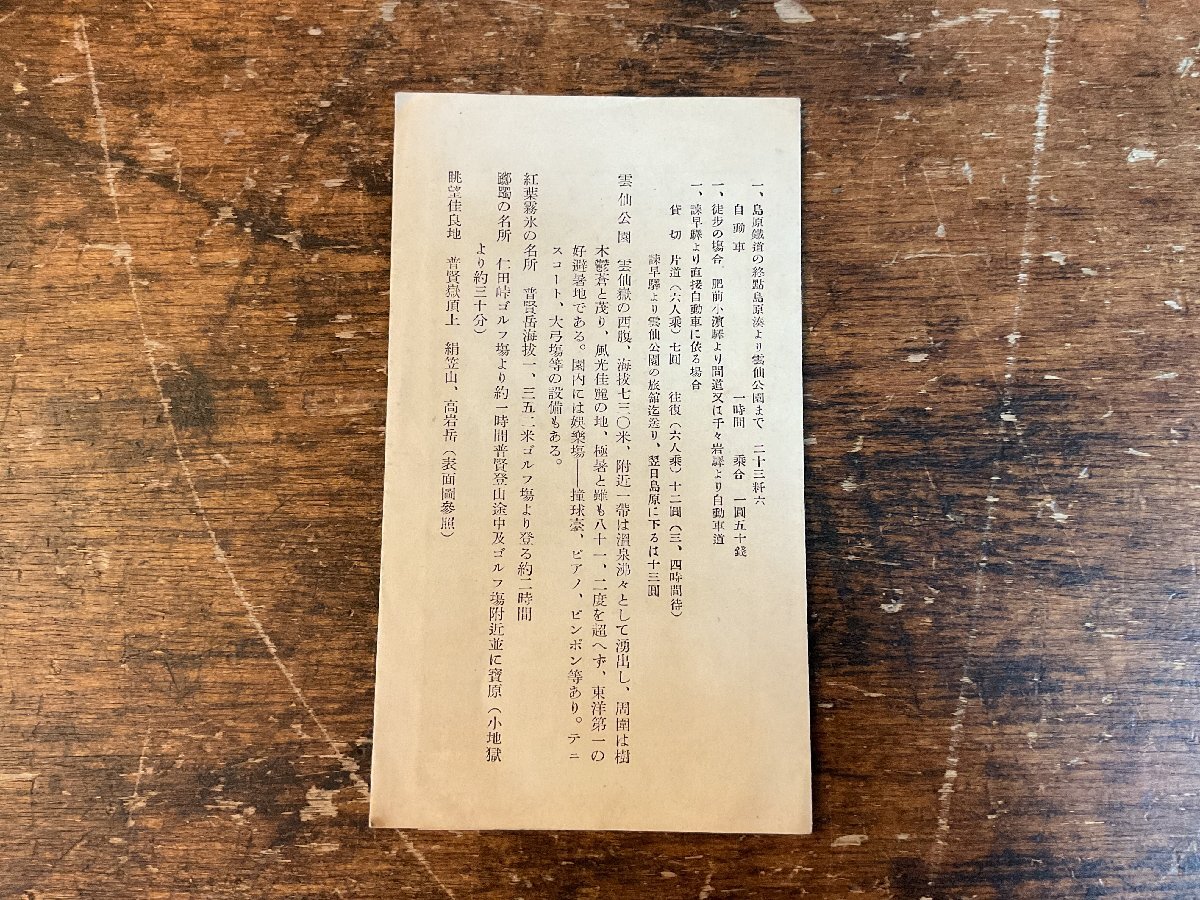 一、島原鐵道の終點島原湊より雲仙公園まで 二十三粁六
自動車 一時間 乘合 一圓五十錢
一、徒步の場合、肥前小濱驛より間道又は千々岩驛より自動車道
一、諫早驛より直接自動車に依る場合
貸切 片道(六人乘)七圓 往復(六人乘)十二圓(三、四時間待)
諫早驛より雲仙公園の旅舘迄送り、翌日島原に下るは十三圓
雲仙公園 雲仙嶽の西腹、海拔七三〇米、附近一帶は溫泉沸々として湧出し、周圍は樹
木鬱蒼と茂り、風光佳麗の地、極暑と雖も八十一、二度を超へず、東洋第一の
好避暑地である。園內には娛樂塲——撞球臺、ピアノ、ピンポン等あり。テニ
スコート、大弓塲等の設備もある。
紅葉霧氷の名所 普賢岳海拔一、三五二米ゴルフ塲より登る約二時間
躑躅の名所 仁田峠ゴルフ塲より約一時間普賢登山途中及ゴルフ塲附近並に寳原(小地獄
より約三十分)
眺望佳良地 普賢嶽頂上 絹笠山、高岩岳(表面圖參照)